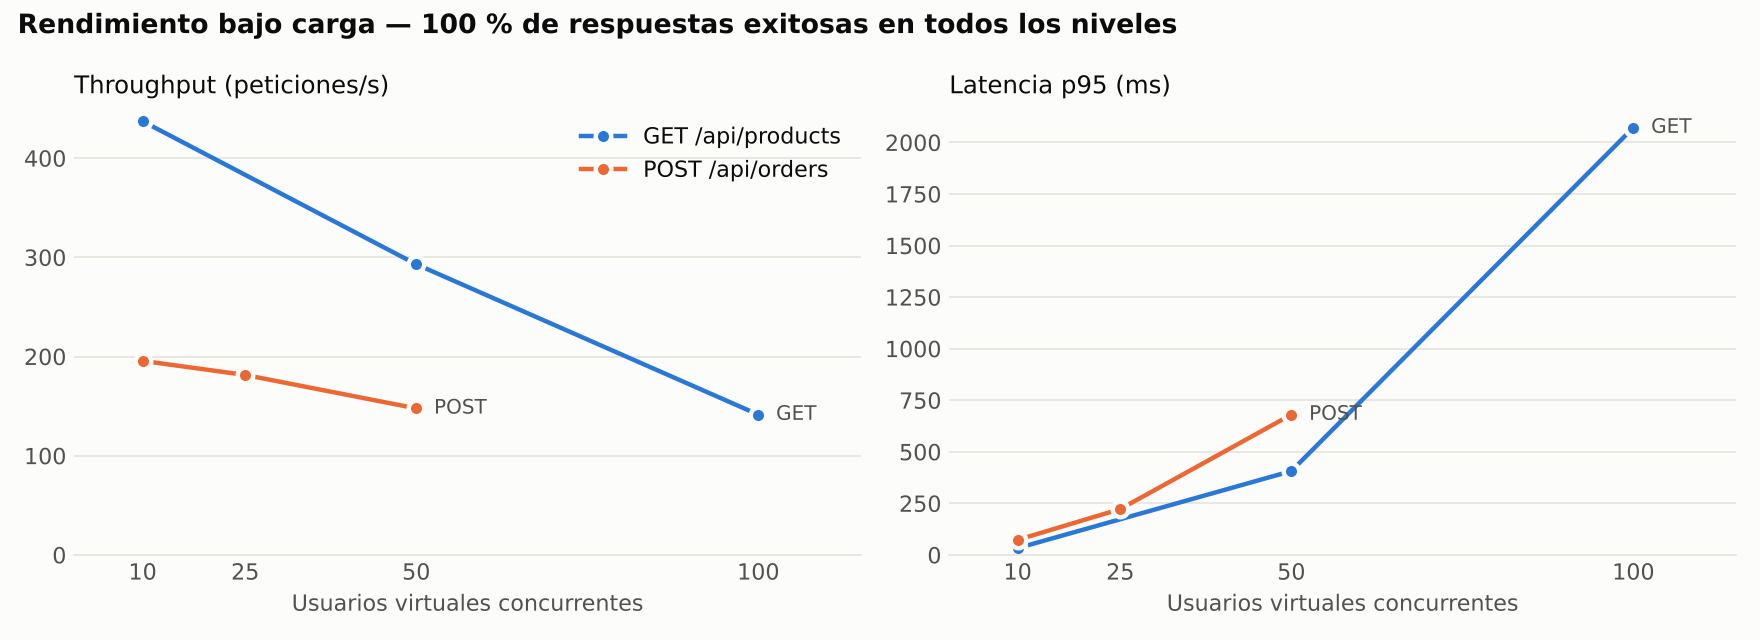 Rendimiento bajo carga — 100 % de respuestas exitosas en todos los niveles
Throughput (peticiones/s)
GET /api/products
POST /api/orders
400
300
200
100
0
POST
GET
10 25 50 100
Usuarios virtuales concurrentes
Latencia p95 (ms)
2000
1750
1500
1250
1000
750
500
250
0
GET
POST
10 25 50 100
Usuarios virtuales concurrentes